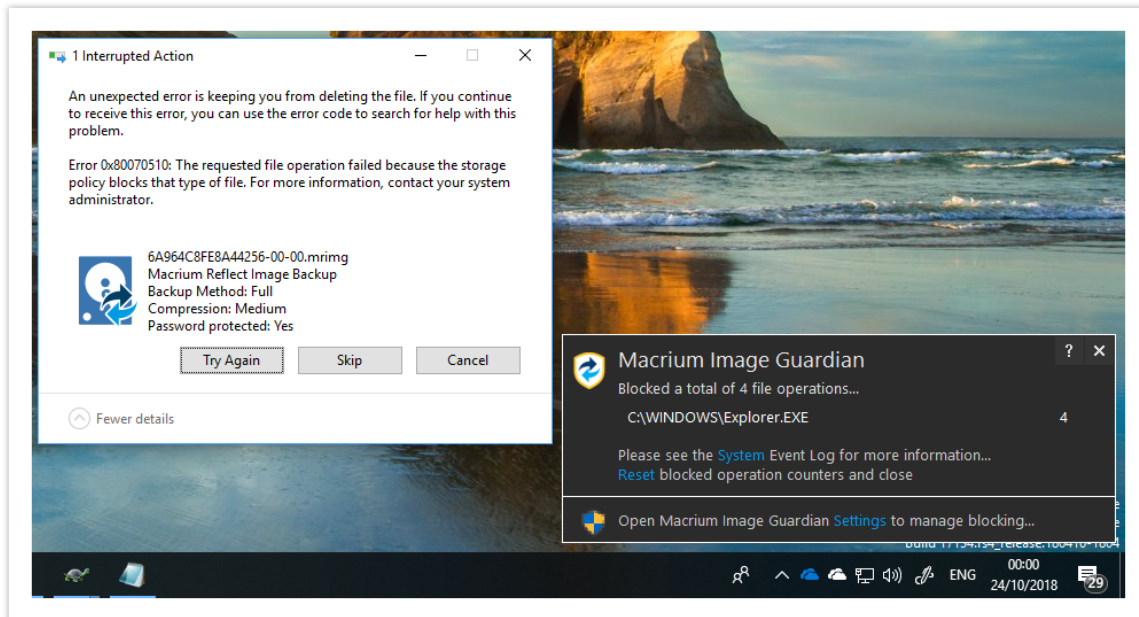 1 Interrupted Action
An unexpected error is keeping you from deleting the file. If you continue
to receive this error, you can use the error code to search for help with this
problem.
Error 0x80070510: The requested file operation failed because the storage
policy blocks that type of file. For more information, contact your system
administrator.
6A964C8FE8A44256-00-00.mrimg
Macrium Reflect Image Backup
Backup Method: Full
Compression: Medium
Password protected: Yes
Try Again Skip Cancel
Fewer details
Macrium Image Guardian
Blocked a total of 4 file operations...
C:\WINDOWS\Explorer.EXE 4
Please see the System Event Log for more information...
Reset blocked operation counters and close
Open Macrium Image Guardian Settings to manage blocking...
ENG
00:00
24/10/2018
29